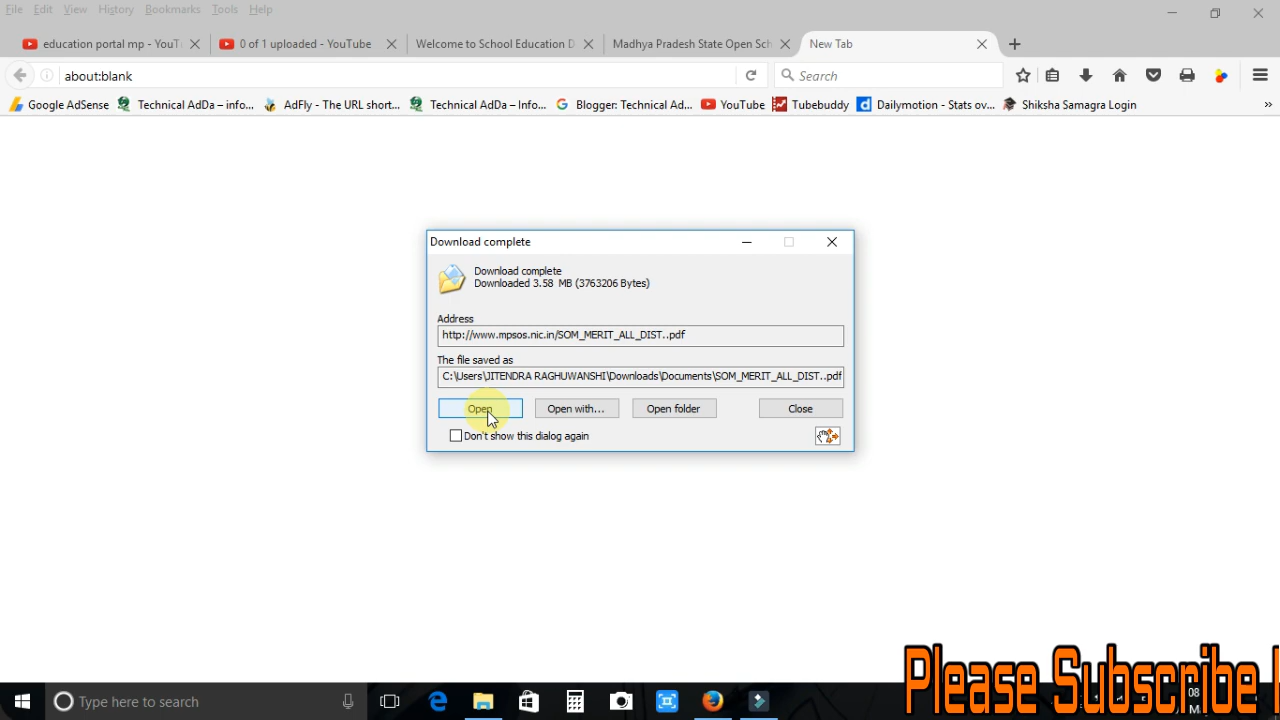 File Edit View History Bookmarks Tools Help
education portal mp - YouT
0 of 1 uploaded - YouTube
Welcome to School Education D
Madhya Pradesh State Open Sch
New Tab
about:blank
Search
Google AdSense
Technical AdDa – info...
AdFly - The URL short...
Technical AdDa – Info...
Blogger: Technical Ad...
YouTube
Tubebuddy
Dailymotion - Stats ov...
Shiksha Samagra Login
Download complete
Download complete
Downloaded 3.58 MB (3763206 Bytes)
Address
http://www.mpsos.nic.in/SOM_MERIT_ALL_DIST..pdf
The file saved as
C:\Users\JITENDRA RAGHUWANSHI\Downloads\Documents\SOM_MERIT_ALL_DIST..pdf
Open
Open with...
Open folder
Close
Don't show this dialog again
Please Subscribe
Type here to search
08